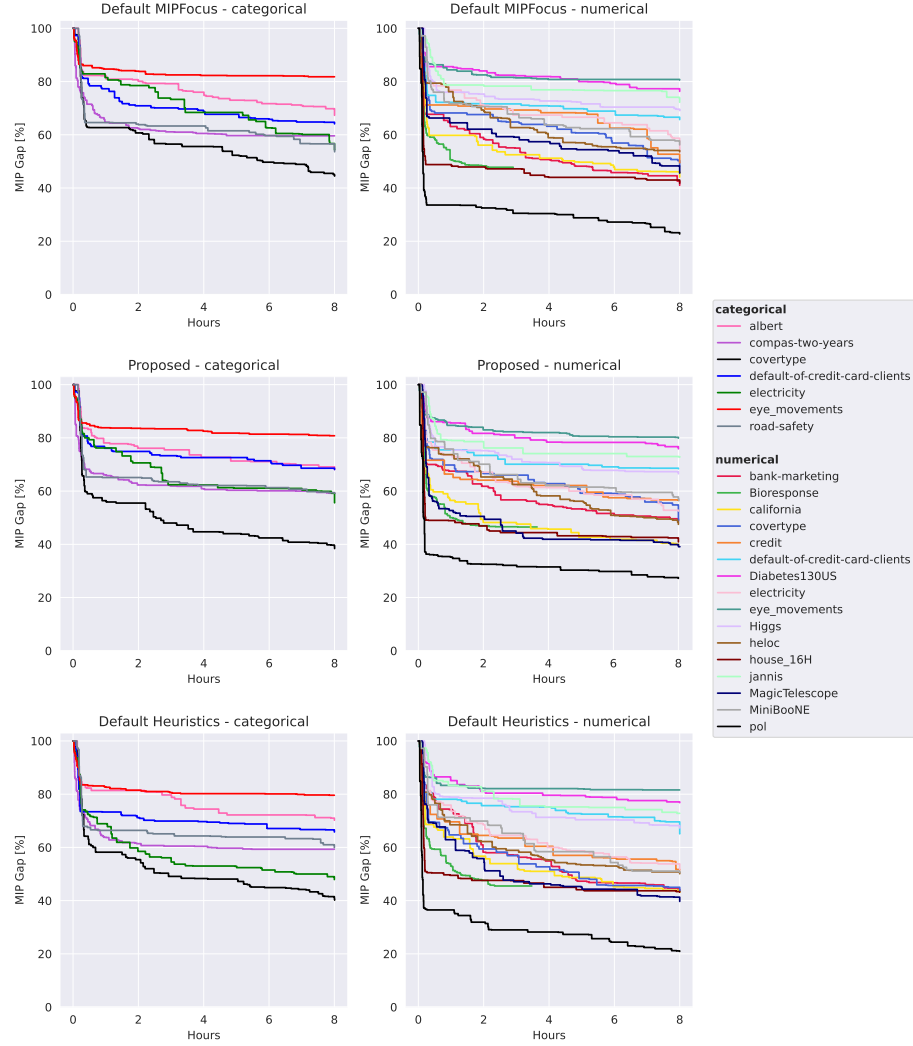 Default MIPFocus - categorical
MIP Gap [%]
100
80
60
40
20
0
0 2 4 6 8
Hours
Default MIPFocus - numerical
MIP Gap [%]
100
80
60
40
20
0
0 2 4 6 8
Hours
Proposed - categorical
MIP Gap [%]
100
80
60
40
20
0
0 2 4 6 8
Hours
Proposed - numerical
MIP Gap [%]
100
80
60
40
20
0
0 2 4 6 8
Hours
Default Heuristics - categorical
MIP Gap [%]
100
80
60
40
20
0
0 2 4 6 8
Hours
Default Heuristics - numerical
MIP Gap [%]
100
80
60
40
20
0
0 2 4 6 8
Hours
categorical
albert
compas-two-years
covertype
default-of-credit-card-clients
electricity
eye_movements
road-safety
numerical
bank-marketing
Bioresponse
california
covertype
credit
default-of-credit-card-clients
Diabetes130US
electricity
eye_movements
Higgs
heloc
house_16H
jannis
MagicTelescope
MiniBooNE
pol